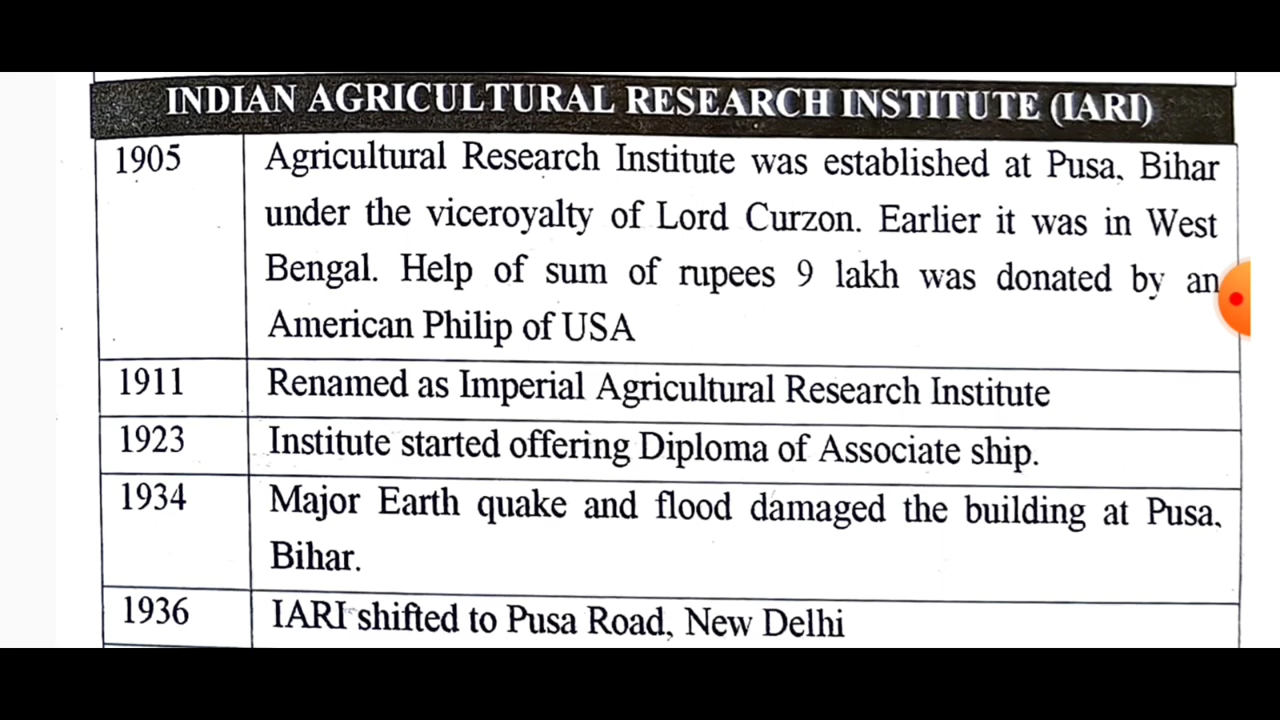 INDIAN AGRICULTURAL RESEARCH INSTITUTE (IARI)
1905
Agricultural Research Institute was established at Pusa, Bihar
under the viceroyalty of Lord Curzon. Earlier it was in West
Bengal. Help of sum of rupees 9 lakh was donated by an
American Philip of USA
1911
Renamed as Imperial Agricultural Research Institute
1923
Institute started offering Diploma of Associate ship.
1934
Major Earth quake and flood damaged the building at Pusa,
Bihar.
1936
IARI shifted to Pusa Road, New Delhi